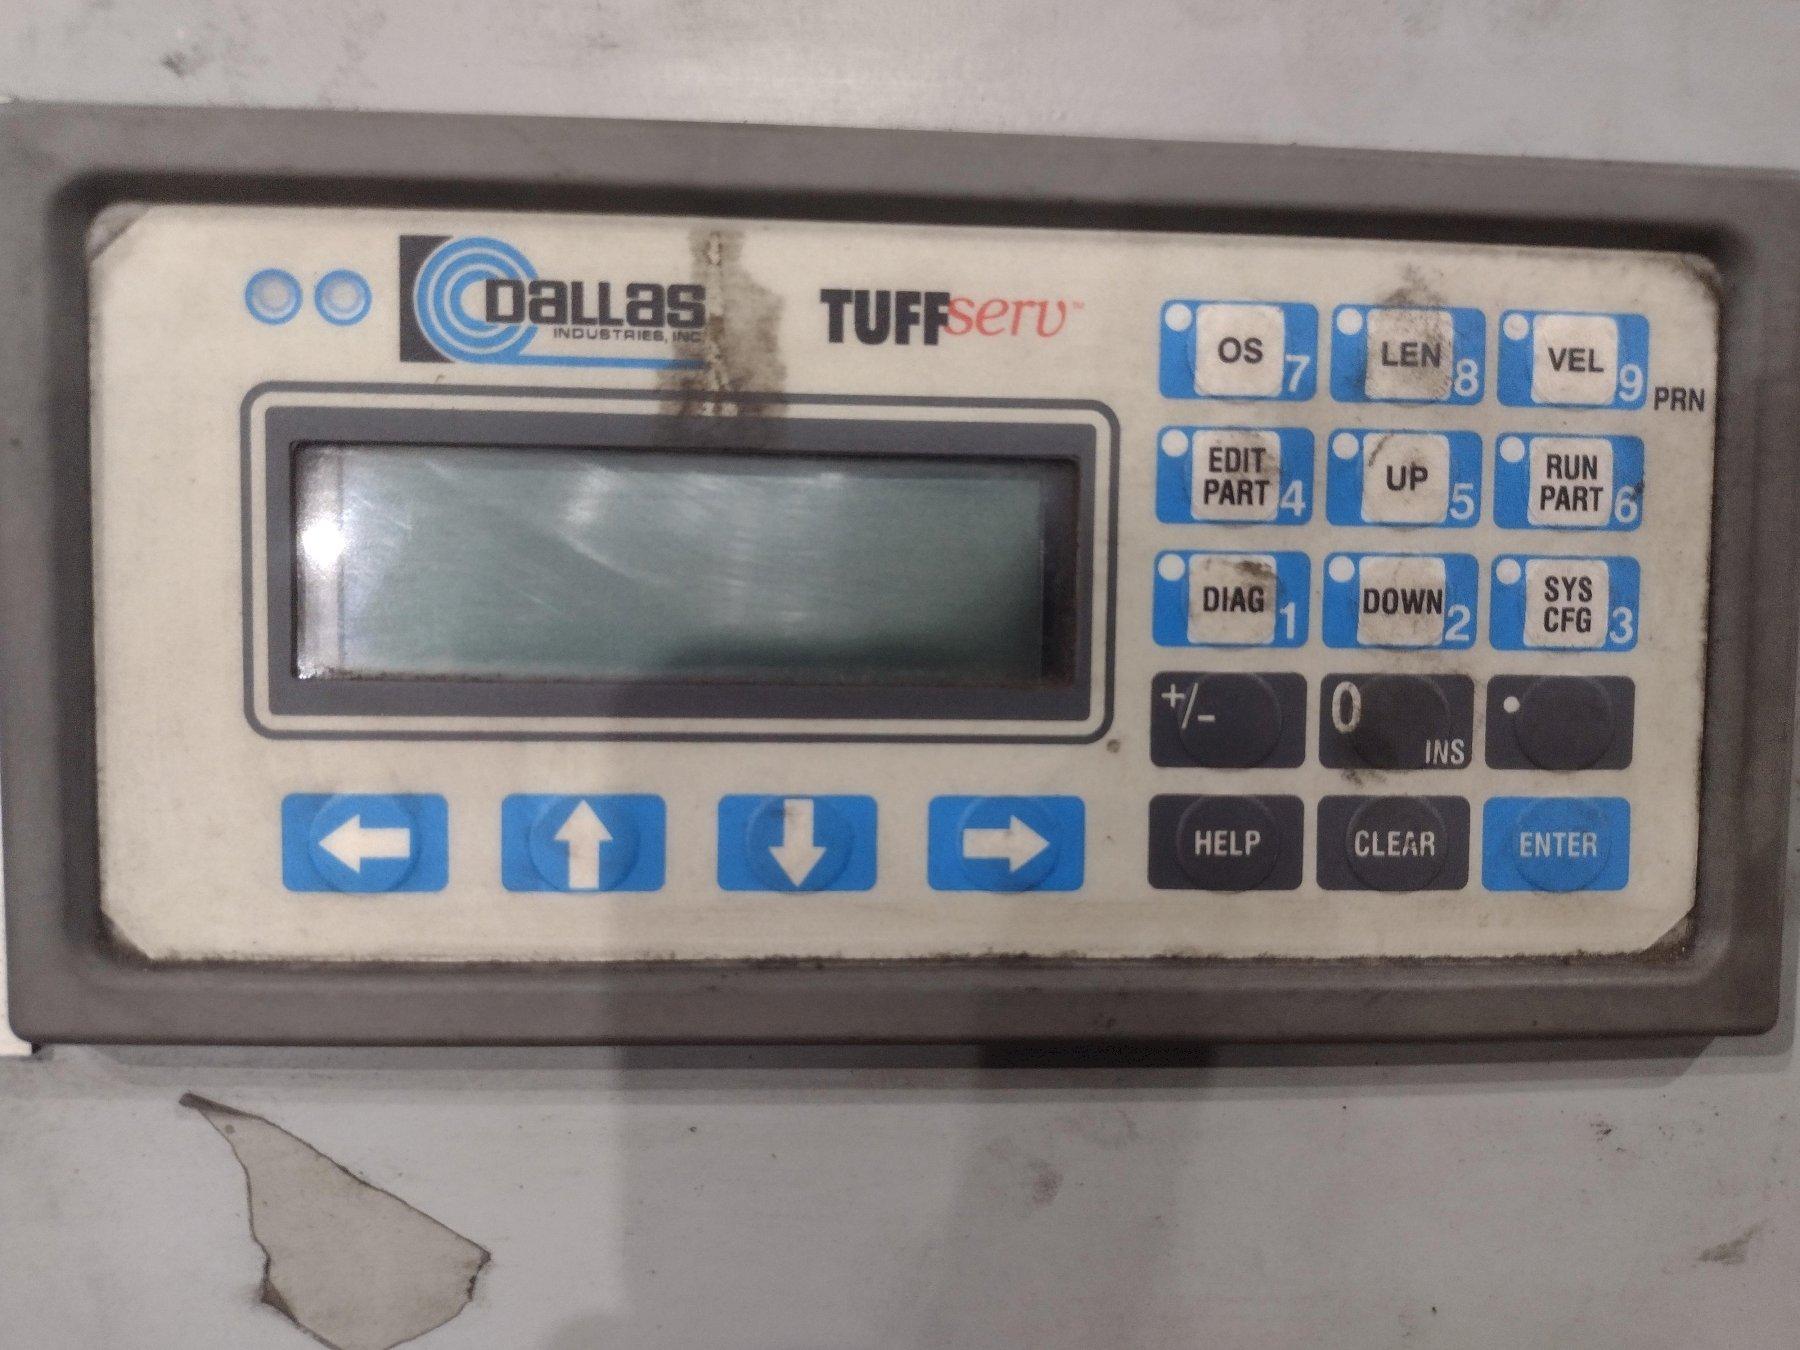 DALLAS
INDUSTRIES, INC
TUFFserv™
OS 7
LEN 8
VEL 9
PRN
EDIT
PART 4
UP 5
RUN
PART 6
DIAG 1
DOWN 2
SYS
CFG 3
+/-
0
INS
.
HELP
CLEAR
ENTER